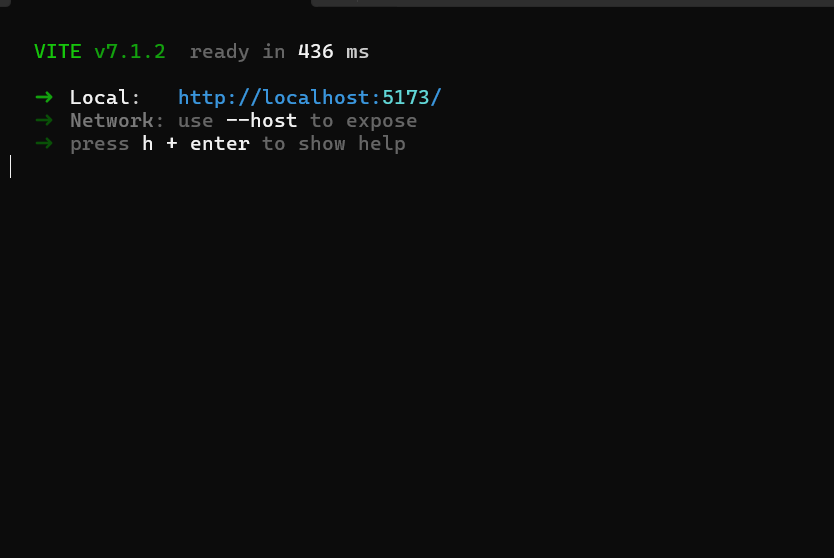 VITE v7.1.2  ready in 436 ms
➜  Local:   http://localhost:5173/
➜  Network: use --host to expose
➜  press h + enter to show help